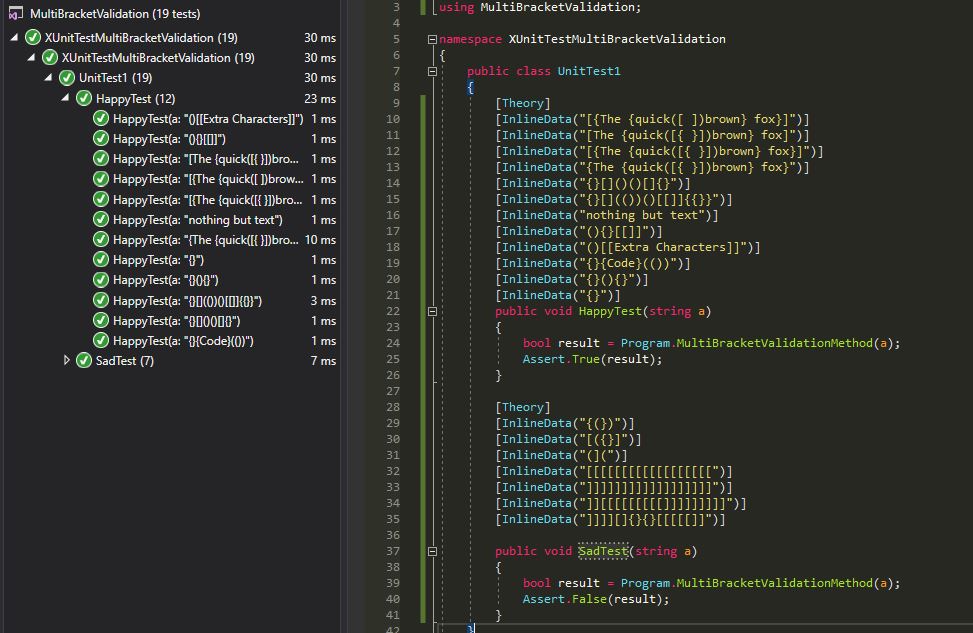 MultiBracketValidation (19 tests)
XUnitTestMultiBracketValidation (19) 30 ms
XUnitTestMultiBracketValidation (19) 30 ms
UnitTest1 (19) 30 ms
HappyTest (12) 23 ms
HappyTest(a: "()[[Extra Characters]]") 1 ms
HappyTest(a: "(){}[[]]") 1 ms
HappyTest(a: "[The {quick([{ }])bro... 1 ms
HappyTest(a: "[{The {quick([ ])brow... 1 ms
HappyTest(a: "[{The {quick([{ }])bro... 1 ms
HappyTest(a: "nothing but text") 1 ms
HappyTest(a: "{The {quick([{ }])bro... 10 ms
HappyTest(a: "{}") 1 ms
HappyTest(a: "{}(){}") 1 ms
HappyTest(a: "{}[](())()[[]]{{}}") 3 ms
HappyTest(a: "{}[]()()[]{}") 1 ms
HappyTest(a: "{}{Code}(())") 1 ms
SadTest (7) 7 ms
3 using MultiBracketValidation;
4
5 namespace XUnitTestMultiBracketValidation
6 {
7 public class UnitTest1
8 {
9 [Theory]
10 [InlineData("[{The {quick([ ])brown} fox}]")]
11 [InlineData("[The {quick([{ }])brown} fox]")]
12 [InlineData("[{The {quick([{ }])brown} fox}]")]
13 [InlineData("{The {quick([{ }])brown} fox}")]
14 [InlineData("{}[]()()[]{}")]
15 [InlineData("{}[](())()[[]]{{}}")]
16 [InlineData("nothing but text")]
17 [InlineData("(){}[[]]")]
18 [InlineData("()[[Extra Characters]]")]
19 [InlineData("{}{Code}(())")]
20 [InlineData("{}(){}")]
21 [InlineData("{}")]
22 public void HappyTest(string a)
23 {
24 bool result = Program.MultiBracketValidationMethod(a);
25 Assert.True(result);
26 }
27
28 [Theory]
29 [InlineData("{(})")]
30 [InlineData("[({}]")]
31 [InlineData("(](")]
32 [InlineData("[[[[[[[[[[[[[[[[[[")]
33 [InlineData("]]]]]]]]]]]]]]]]]]")]
34 [InlineData("]][[[[[[[[[]]]]]]]]]")]
35 [InlineData("]]]][]{}{}[[[[[]]")]
36
37 public void SadTest(string a)
38 {
39 bool result = Program.MultiBracketValidationMethod(a);
40 Assert.False(result);
41 }
42 }